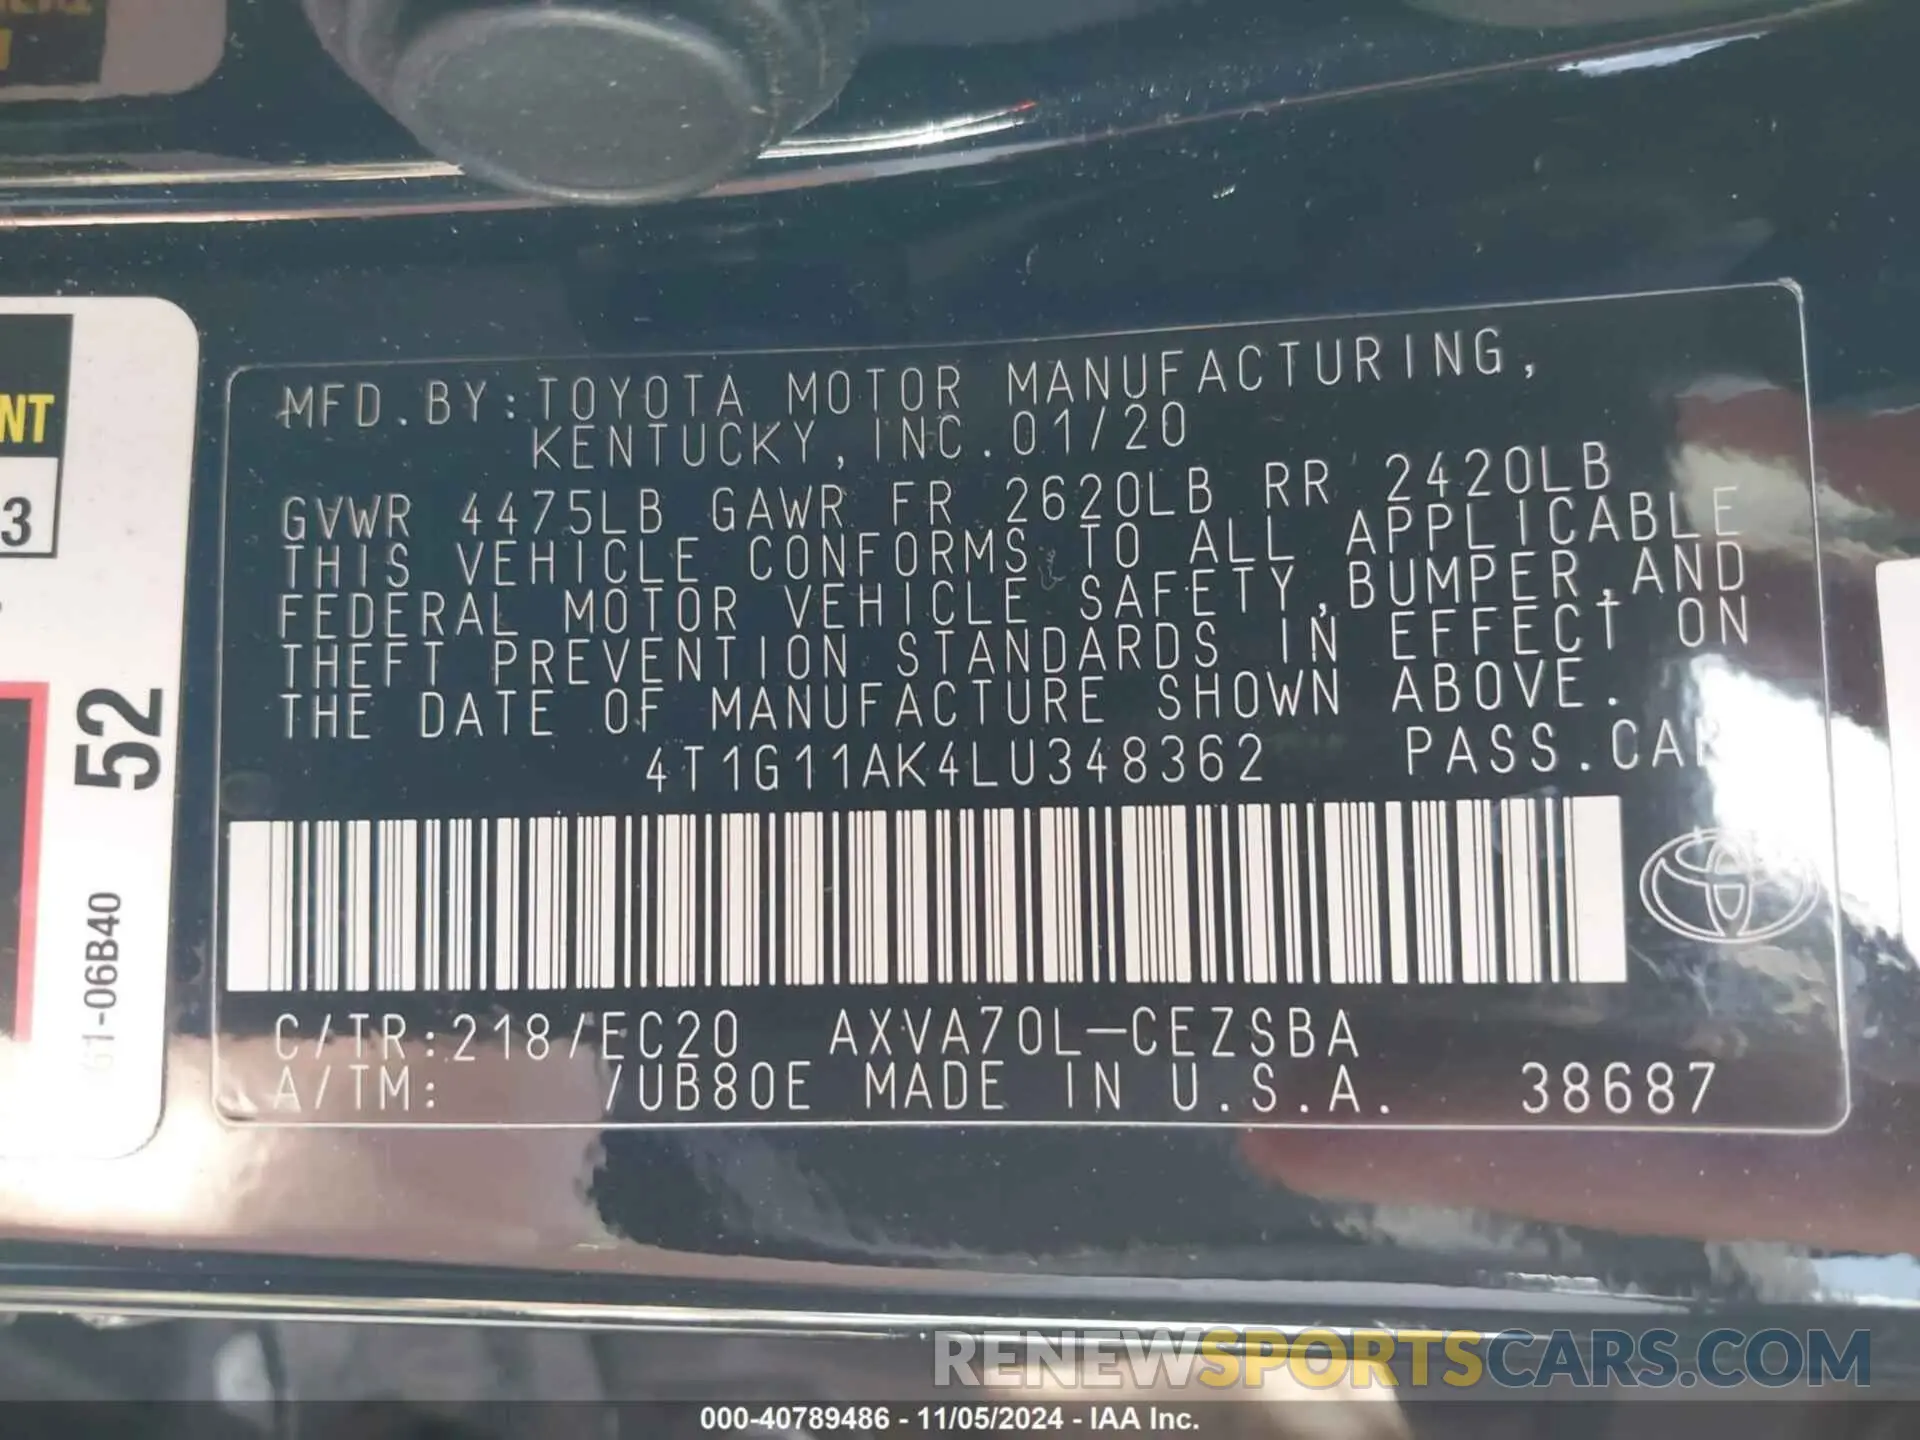 MFD.BY:TOYOTA MOTOR MANUFACTURING,
KENTUCKY, INC. 01/20
GVWR 4475LB GAWR FR 2620LB RR 2420LB
THIS VEHICLE CONFORMS TO ALL APPLICABLE
FEDERAL MOTOR VEHICLE SAFETY,BUMPER,AND
THEFT PREVENTION STANDARDS IN EFFECT ON
THE DATE OF MANUFACTURE SHOWN ABOVE.
4T1G11AK4LU348362 PASS.CAR
C/TR:218/EC20 AXVA70L-CEZSBA
A/TM: /UB80E MADE IN U.S.A. 38687
NT
3
52
61-06B40
RENEWSPORTSCARS.COM
000-40789486 - 11/05/2024 - IAA Inc.